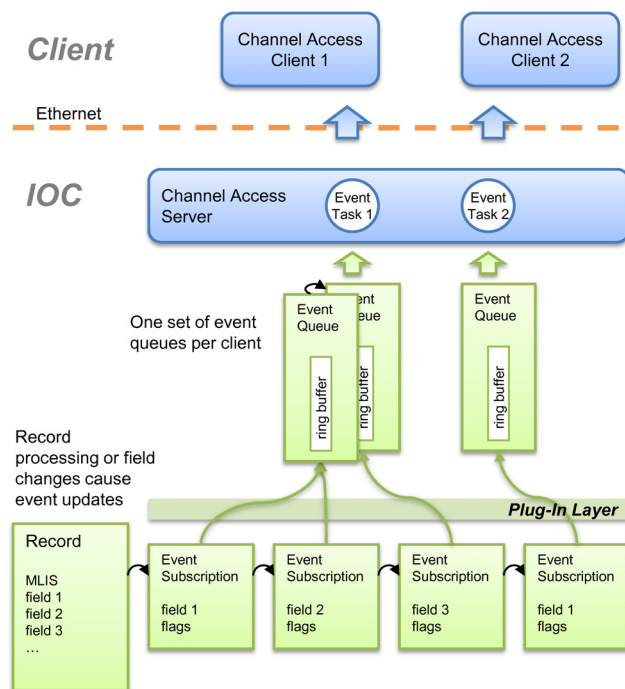 Client
Channel Access
Client 1
Channel Access
Client 2
Ethernet
IOC
Channel Access
Server
Event
Task 1
Event
Task 2
One set of event
queues per client
Event
Queue
ring buffer
ent
ueue
ring buffer
Event
Queue
ring buffer
Record
processing or field
changes cause
event updates
Plug-In Layer
Record
MLIS
field 1
field 2
field 3
...
Event
Subscription
field 1
flags
Event
Subscription
field 2
flags
Event
Subscription
field 3
flags
Event
Subscription
field 1
flags